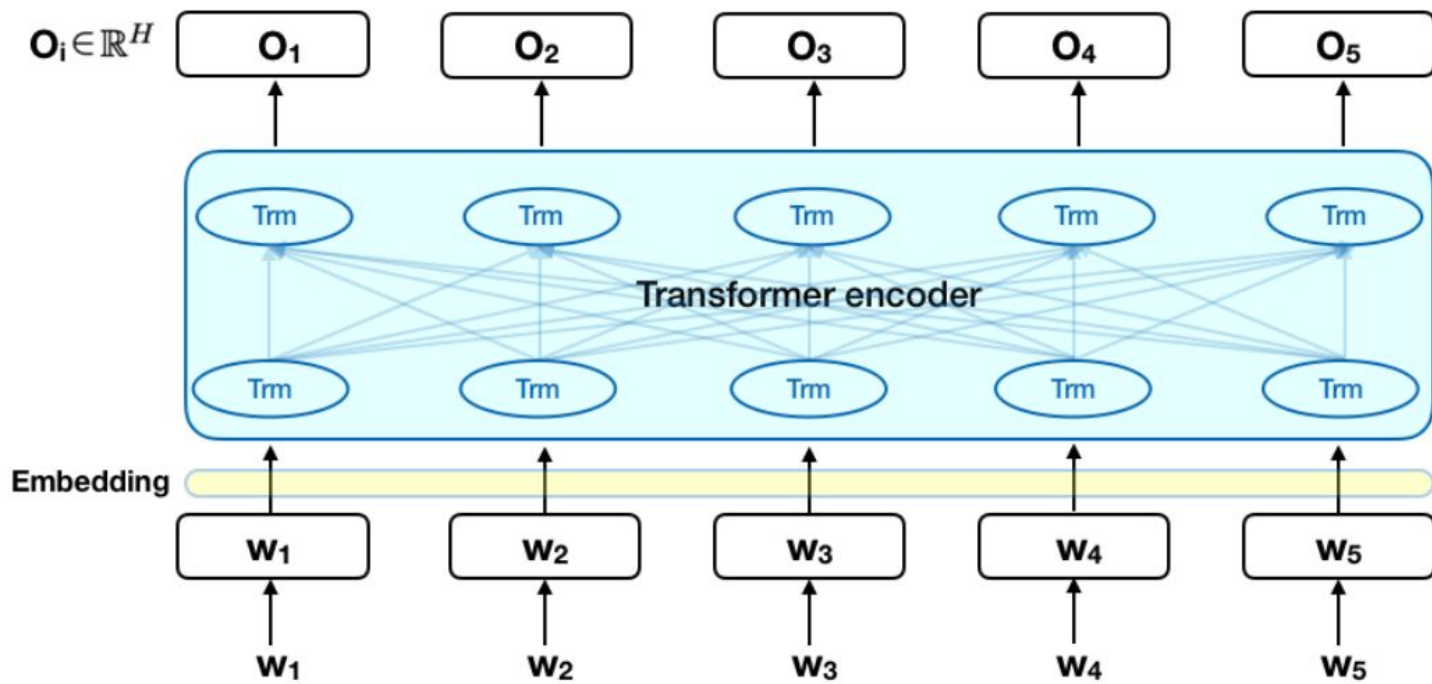 Oᵢ∈ℝᴴ O₁ O₂ O₃ O₄ O₅
Trm Trm Trm Trm Trm
Transformer encoder
Trm Trm Trm Trm Trm
Embedding
w₁ w₂ w₃ w₄ w₅
w₁ w₂ w₃ w₄ w₅